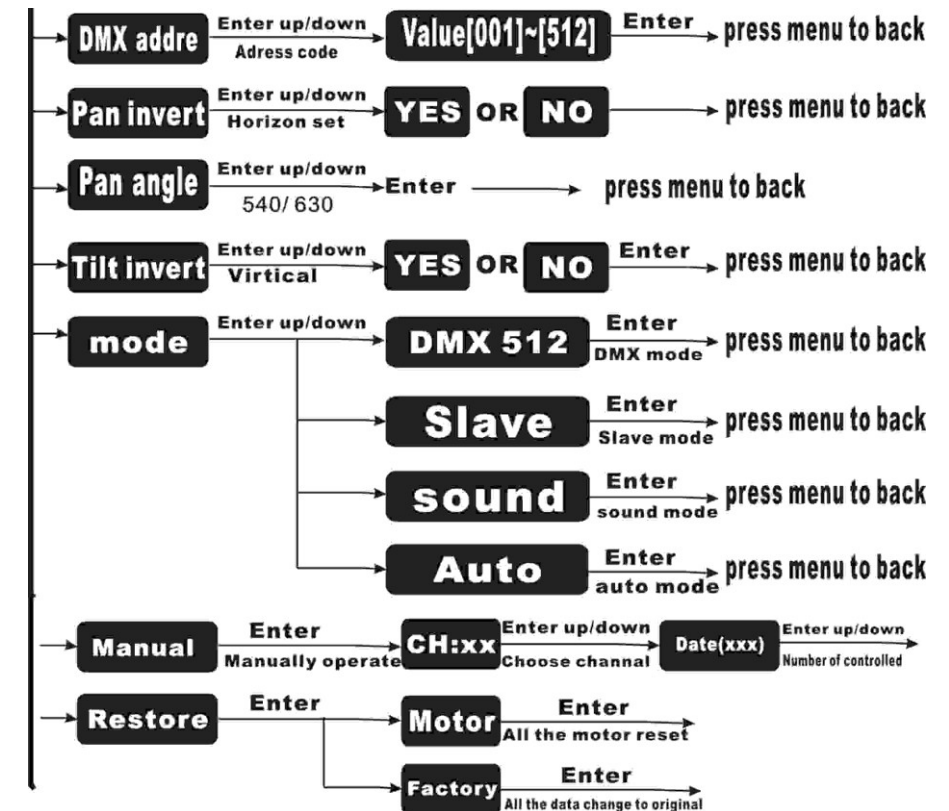 DMX addre Enter up/down Value[001]~[512] Enter press menu to back
Adress code
Pan invert Enter up/down YES OR NO press menu to back
Horizon set
Pan angle Enter up/down Enter press menu to back
540/ 630
Tilt invert Enter up/down YES OR NO Enter press menu to back
Virtical
mode Enter up/down DMX 512 Enter press menu to back
DMX mode
Slave Enter press menu to back
Slave mode
sound Enter press menu to back
sound mode
Auto Enter press menu to back
auto mode
Manual Enter CH:xx Enter up/down Date(xxx) Enter up/down
Manually operate Choose channal Number of controlled
Restore Enter Motor Enter
All the motor reset
Factory Enter
All the data change to original